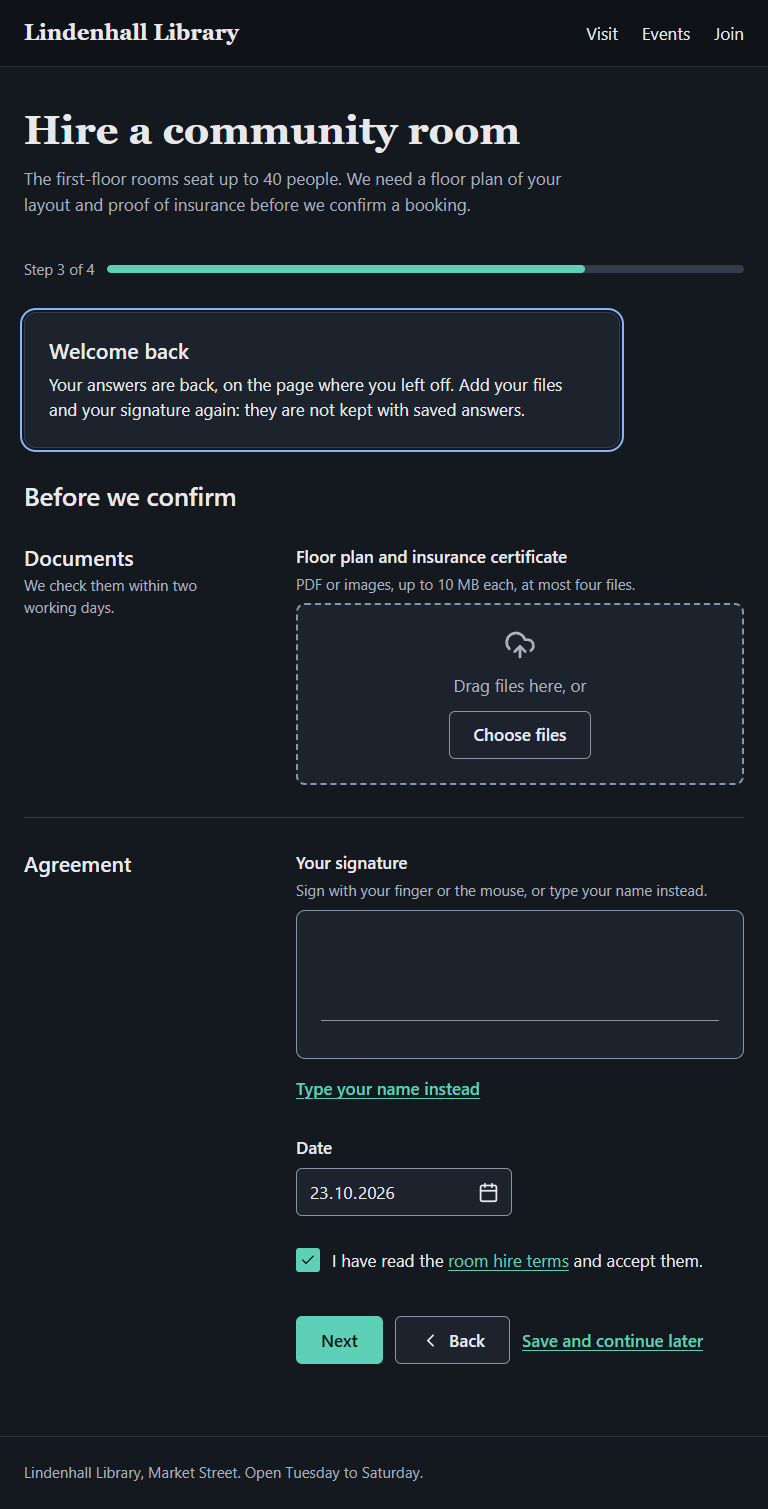 Lindenhall Library
Visit Events Join
Hire a community room
The first-floor rooms seat up to 40 people. We need a floor plan of your
layout and proof of insurance before we confirm a booking.
Step 3 of 4
Welcome back
Your answers are back, on the page where you left off. Add your files
and your signature again: they are not kept with saved answers.
Before we confirm
Documents
We check them within two
working days.
Floor plan and insurance certificate
PDF or images, up to 10 MB each, at most four files.
Drag files here, or
Choose files
Agreement
Your signature
Sign with your finger or the mouse, or type your name instead.
Type your name instead
Date
23.10.2026
I have read the room hire terms and accept them.
Next
Back
Save and continue later
Lindenhall Library, Market Street. Open Tuesday to Saturday.